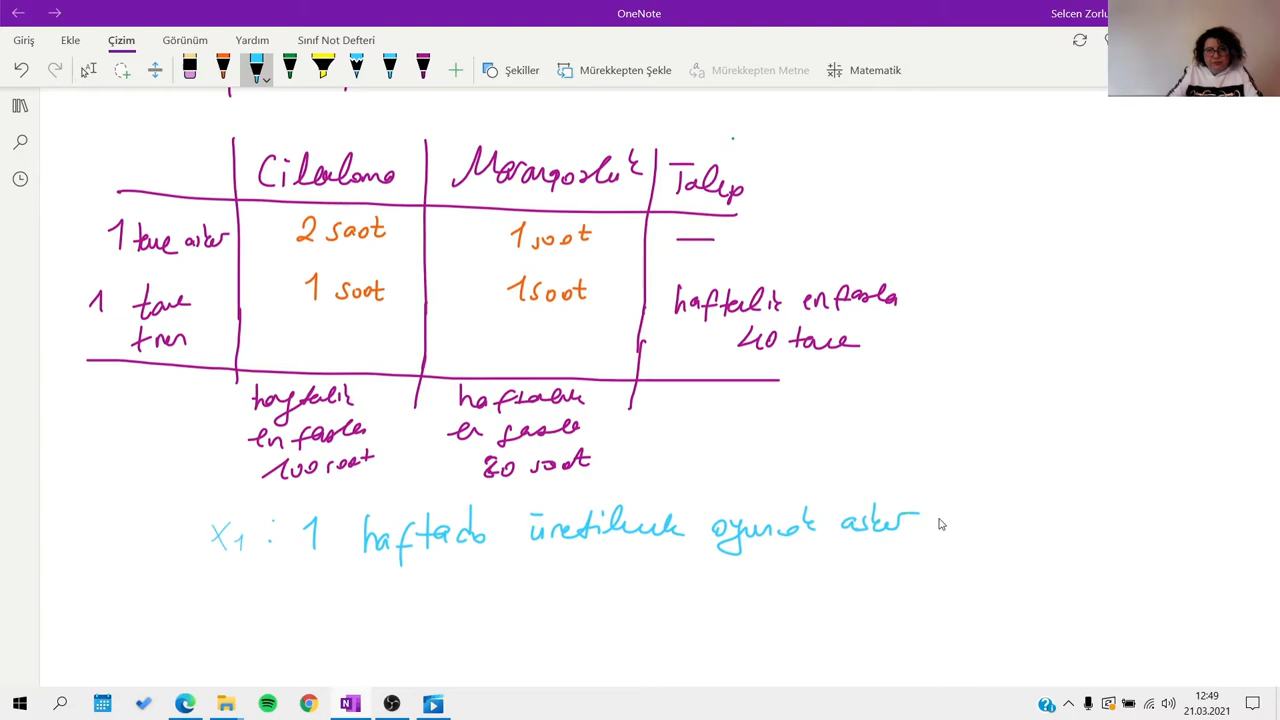 OneNote
Selcen Zorlu
Giriş Ekle Çizim Görünüm Yardım Sınıf Not Defteri
Şekiller Mürekkepten Şekle Mürekkepten Metne Matematik
Cilalama Marangozluk Talep
1 tane asker 2 saat 1 saat —
1 tane tren 1 saat 1 saat haftalık en fazla 40 tane
haftalık en fazla 100 saat
haftalık en fazla 80 saat
x1 : 1 haftada üretilecek oyuncak asker
12:49
21.03.2021